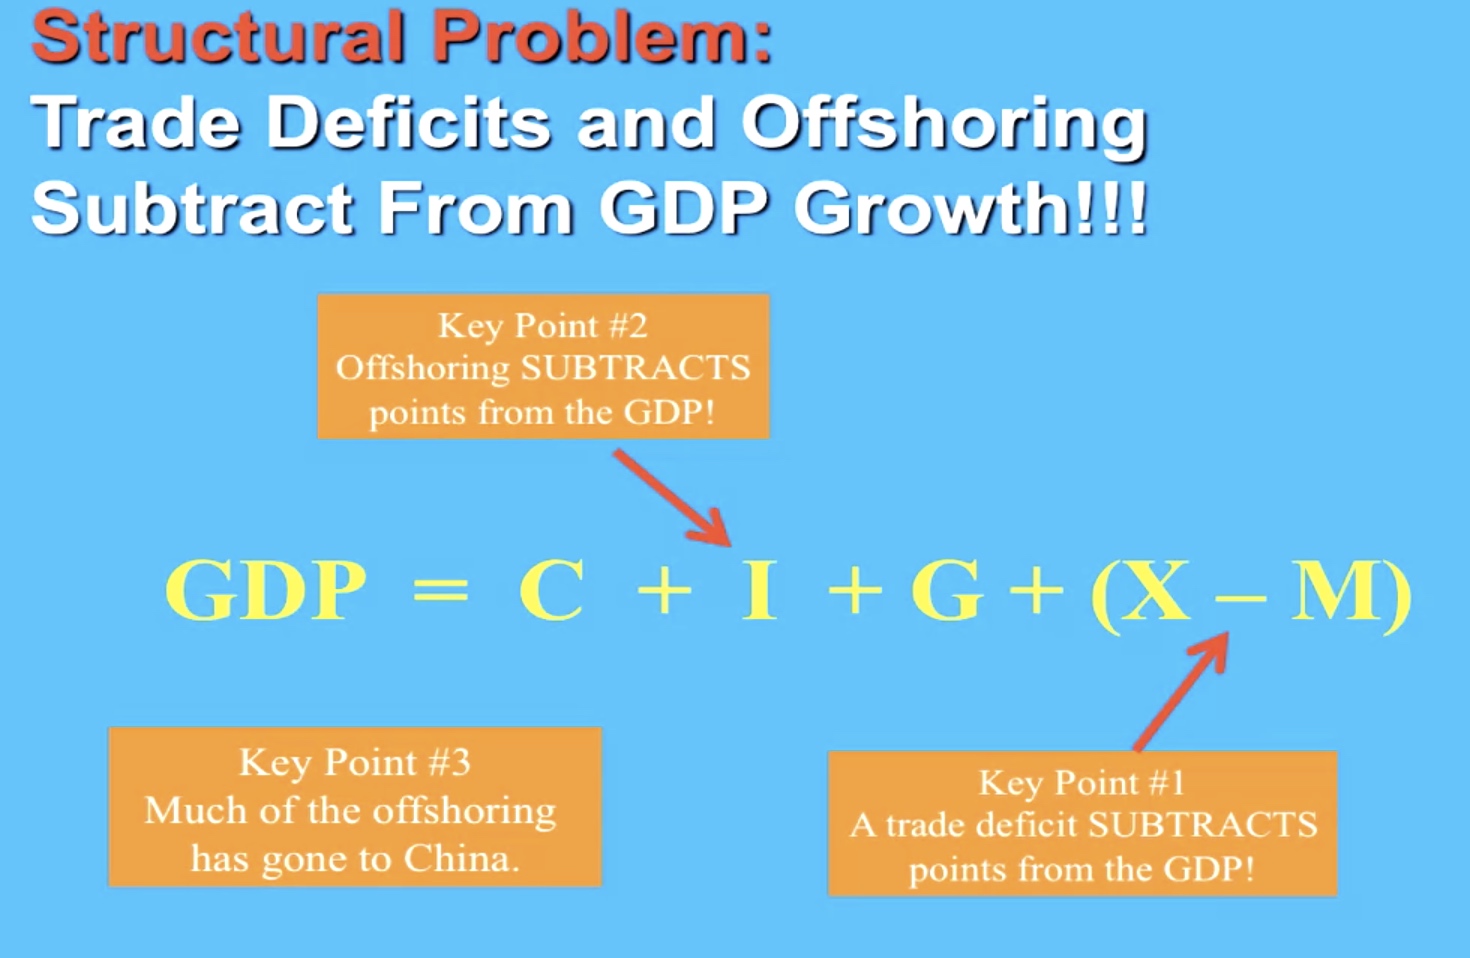 Structural Problem:
Trade Deficits and Offshoring
Subtract From GDP Growth!!!
Key Point #2
Offshoring SUBTRACTS
points from the GDP!
GDP = C + I + G + (X – M)
Key Point #3
Much of the offshoring
has gone to China.
Key Point #1
A trade deficit SUBTRACTS
points from the GDP!